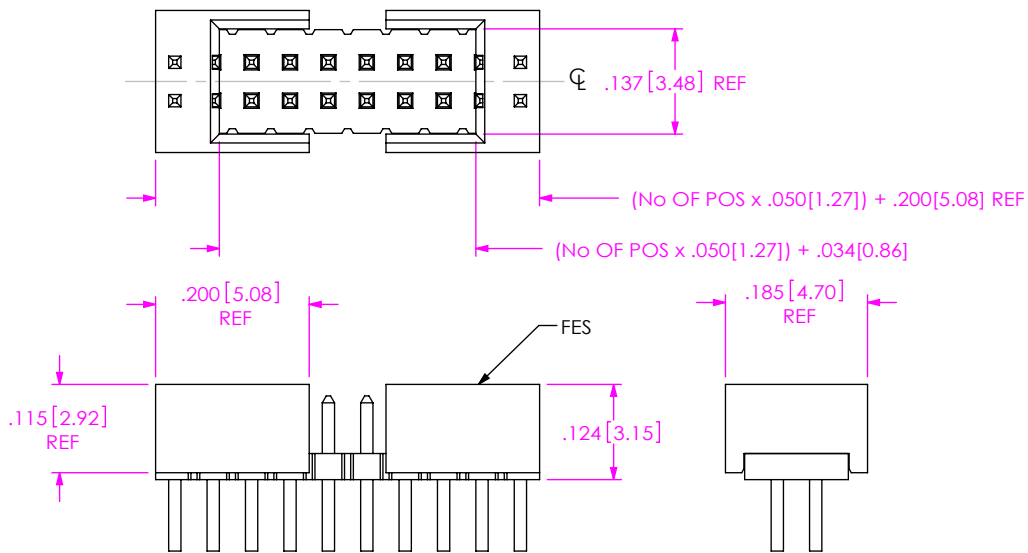 ℄
.137[3.48] REF
(No OF POS x .050[1.27]) + .200[5.08] REF
(No OF POS x .050[1.27]) + .034[0.86]
.200[5.08]
REF
.185[4.70]
REF
FES
.115[2.92]
REF
.124[3.15]